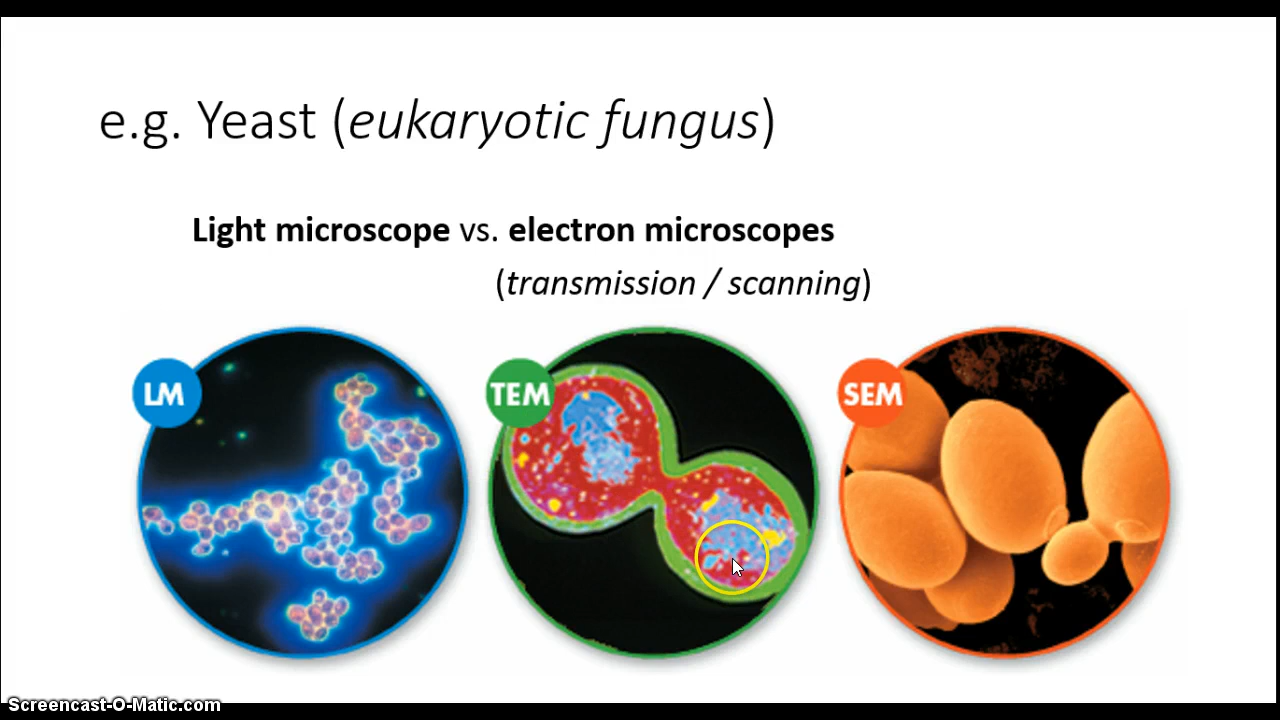 e.g. Yeast (eukaryotic fungus)
Light microscope vs. electron microscopes
(transmission / scanning)
LM
TEM
SEM
Screencast-O-Matic.com